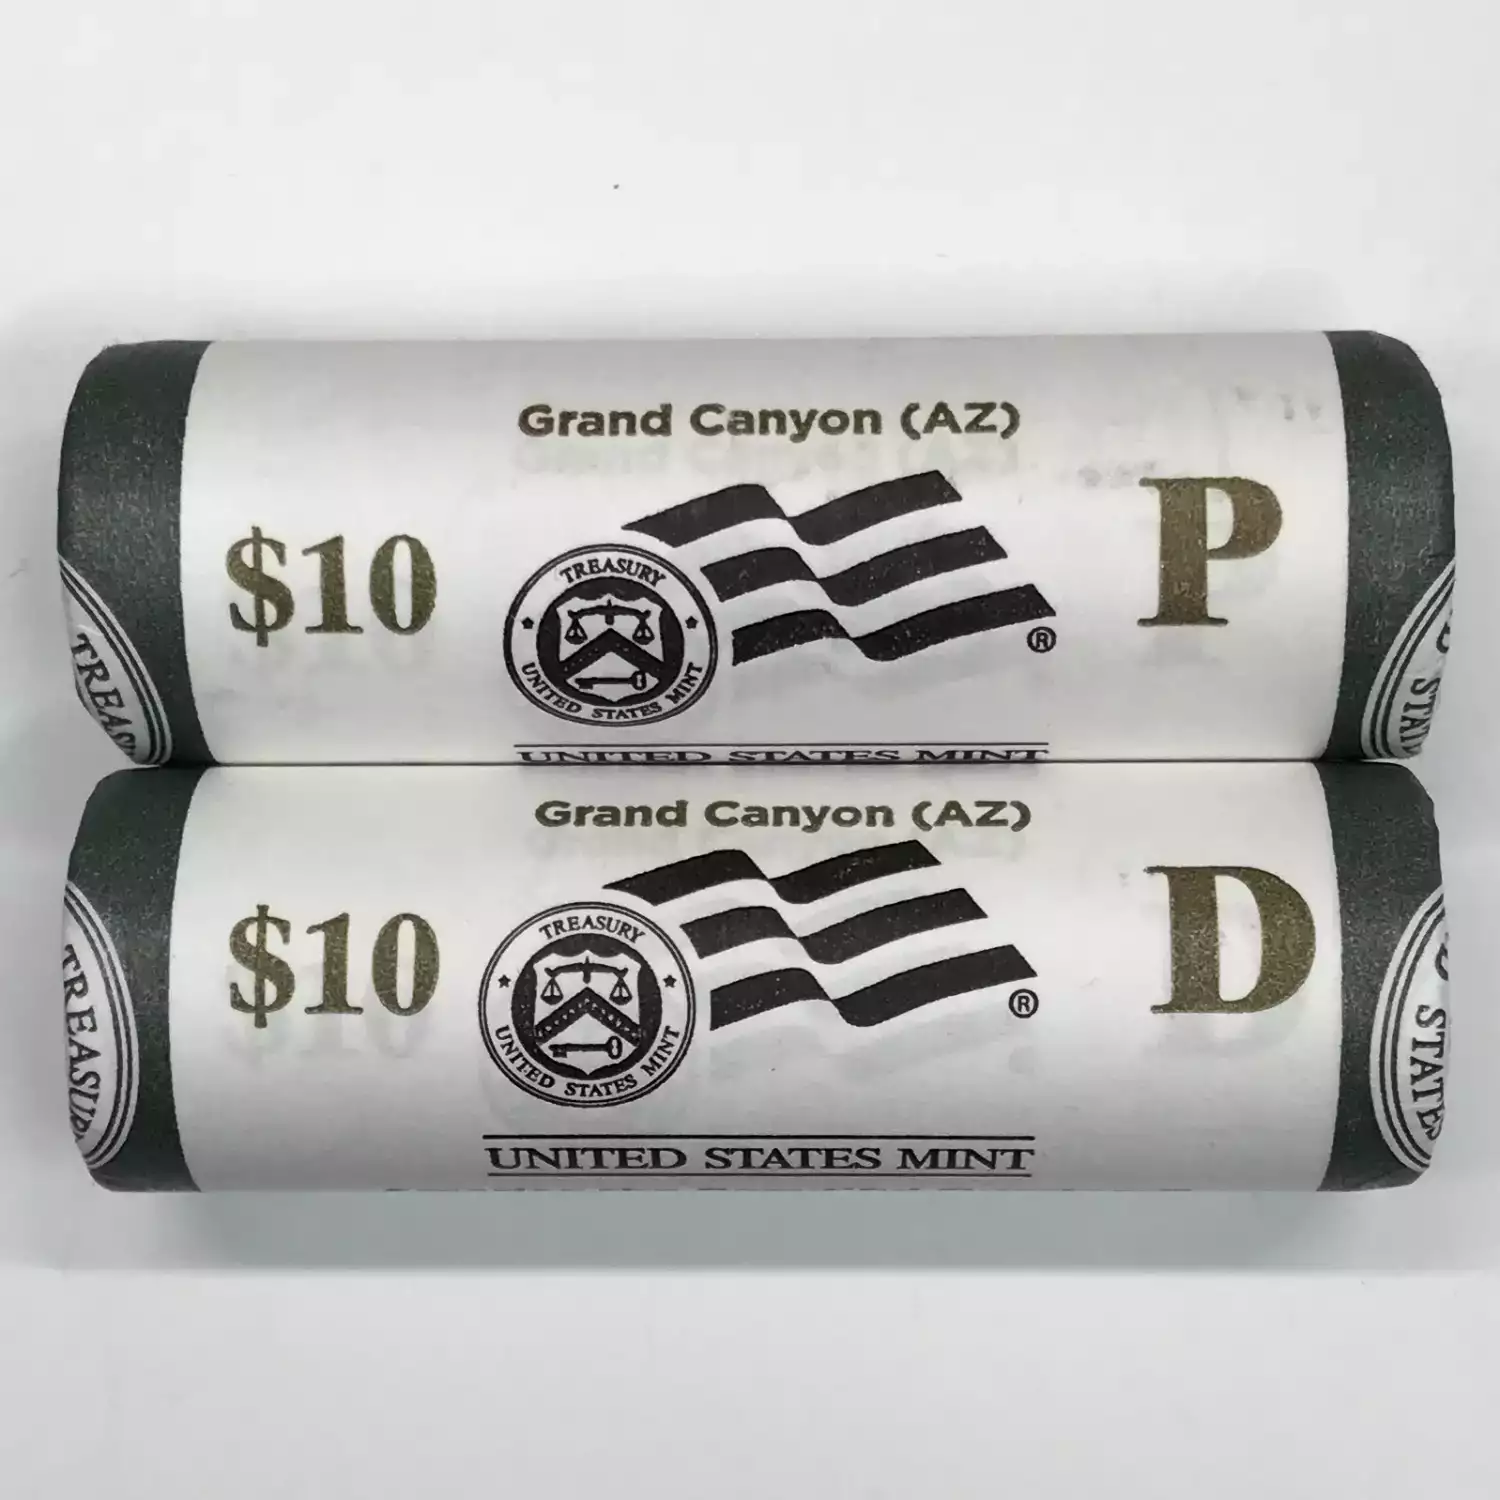 Grand Canyon (AZ)
$10
TREASURY
UNITED STATES MINT
®
P
UNITED STATES MINT
Grand Canyon (AZ)
$10
TREASURY
UNITED STATES MINT
®
D
UNITED STATES MINT
STATE